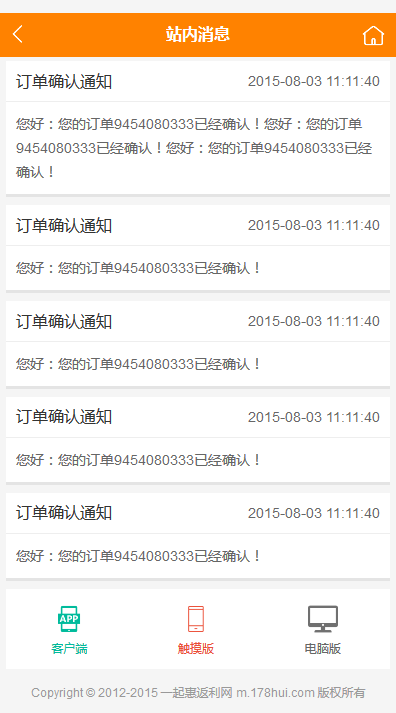 站内消息
订单确认通知 2015-08-03 11:11:40
您好：您的订单9454080333已经确认！您好：您的订单
9454080333已经确认！您好：您的订单9454080333已经
确认！
订单确认通知 2015-08-03 11:11:40
您好：您的订单9454080333已经确认！
订单确认通知 2015-08-03 11:11:40
您好：您的订单9454080333已经确认！
订单确认通知 2015-08-03 11:11:40
您好：您的订单9454080333已经确认！
订单确认通知 2015-08-03 11:11:40
您好：您的订单9454080333已经确认！
APP
客户端 触摸版 电脑版
Copyright © 2012-2015 一起惠返利网 m.178hui.com 版权所有